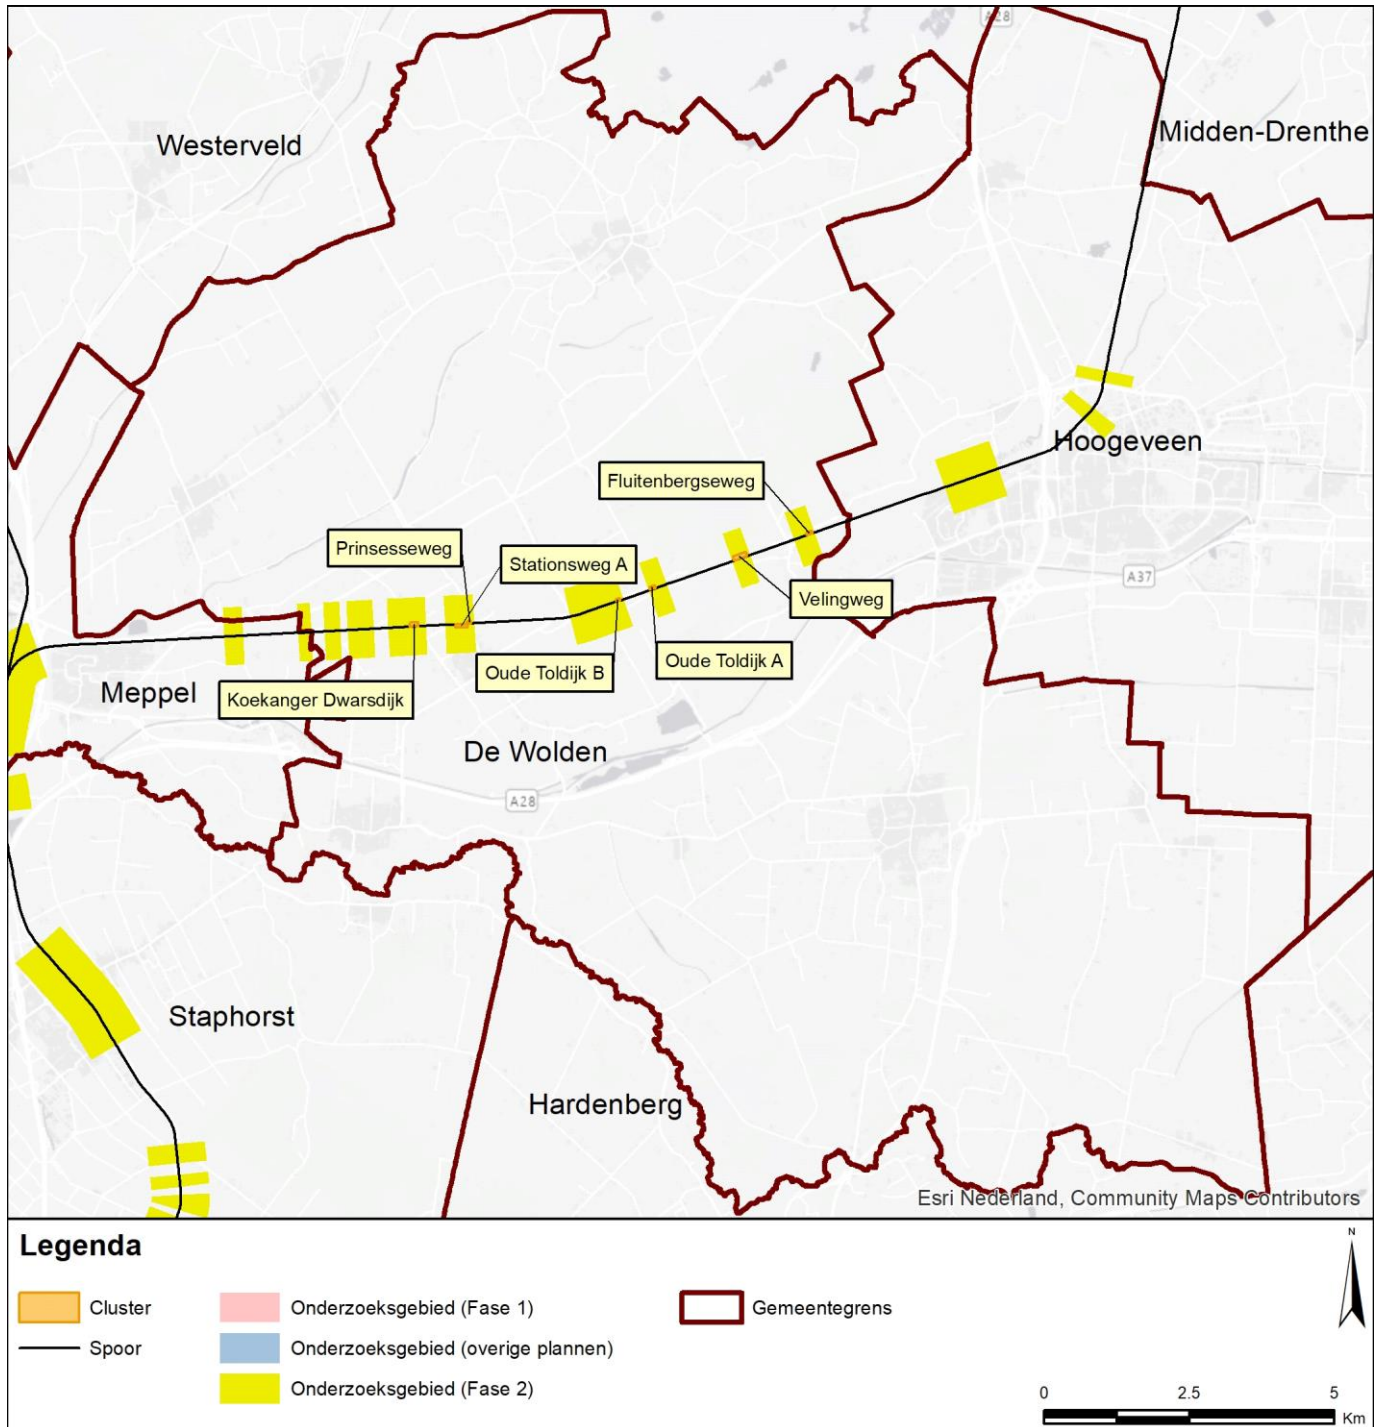 A28
Westerveld
Midden-Drenthe
Hoogeveen
Fluitenbergseweg
Prinsesseweg
Stationsweg A
A37
Velingweg
Oude Toldijk A
Oude Toldijk B
Meppel
Koekanger Dwarsdijk
De Wolden
A28
Staphorst
Hardenberg
Esri Nederland, Community Maps Contributors
Legenda
N
Cluster
Onderzoeksgebied (Fase 1)
Gemeentegrens
Spoor
Onderzoeksgebied (overige plannen)
Onderzoeksgebied (Fase 2)
0 2.5 5
Km